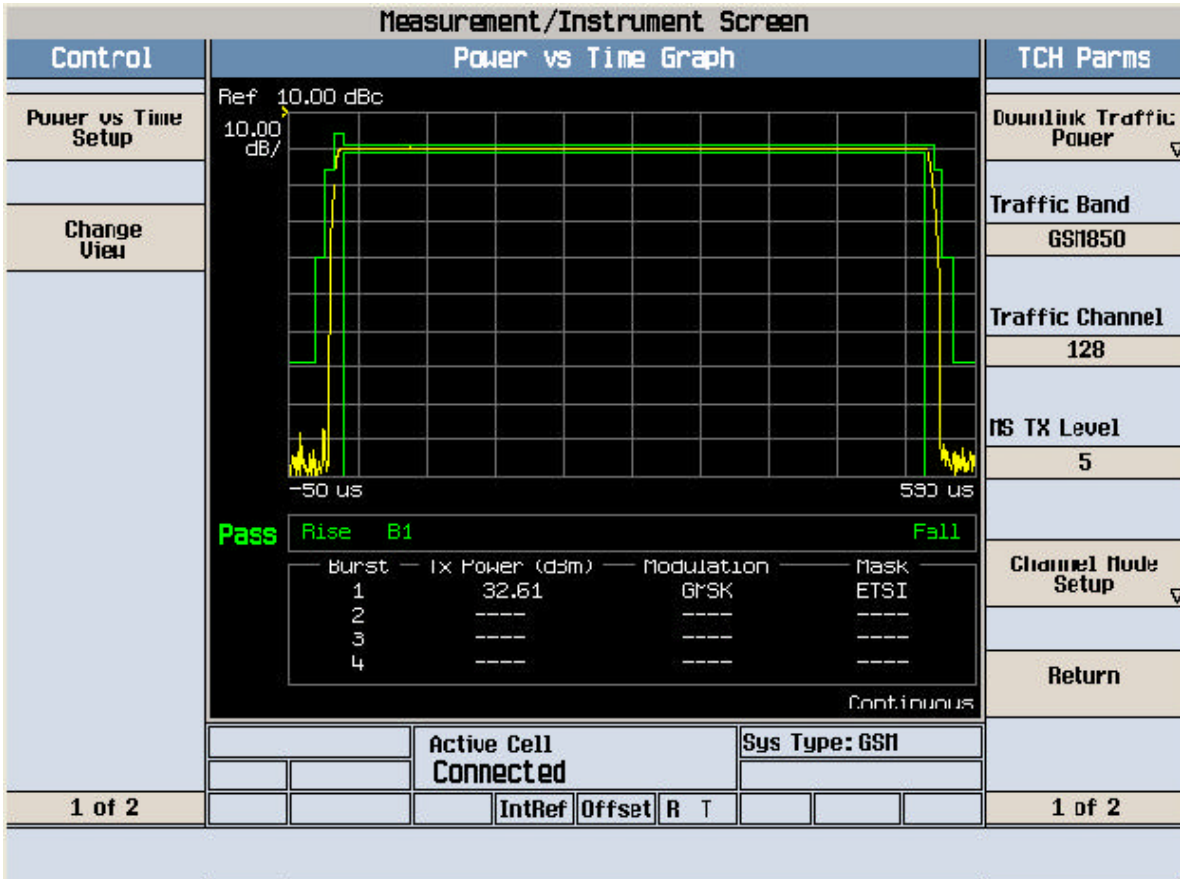 Measurement/Instrument Screen
Control
Power vs Time Graph
TCH Parms
Power vs Time
Setup
Change
View
1 of 2
Ref 10.00 dBc
10.00
dB/
-50 us
590 us
Pass
Rise B1 Fall
Burst Tx Power (dBm) Modulation Mask
1 32.61 GMSK ETSI
2 ---- ---- ----
3 ---- ---- ----
4 ---- ---- ----
Continuous
Active Cell
Connected
Sys Type: GSM
IntRef Offset R T
Downlink Traffic
Power
Traffic Band
GSM850
Traffic Channel
128
MS TX Level
5
Channel Mode
Setup
Return
1 of 2